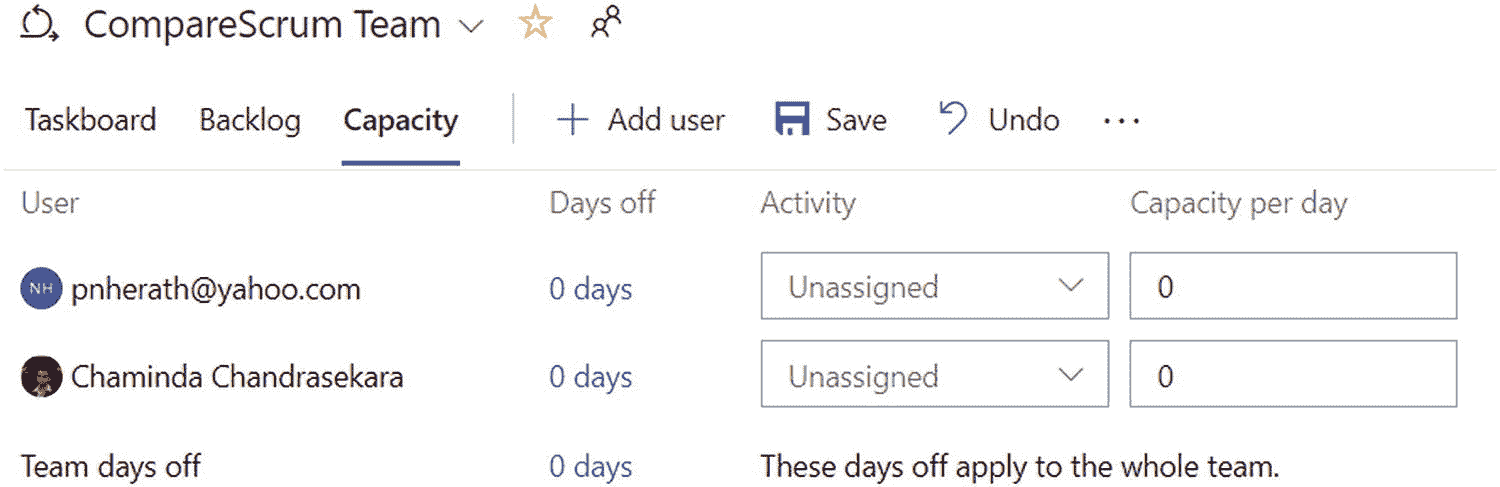 CompareScrum Team
Taskboard Backlog Capacity Add user Save Undo ...
User Days off Activity Capacity per day
NH pnherath@yahoo.com 0 days Unassigned 0
Chaminda Chandrasekara 0 days Unassigned 0
Team days off 0 days These days off apply to the whole team.